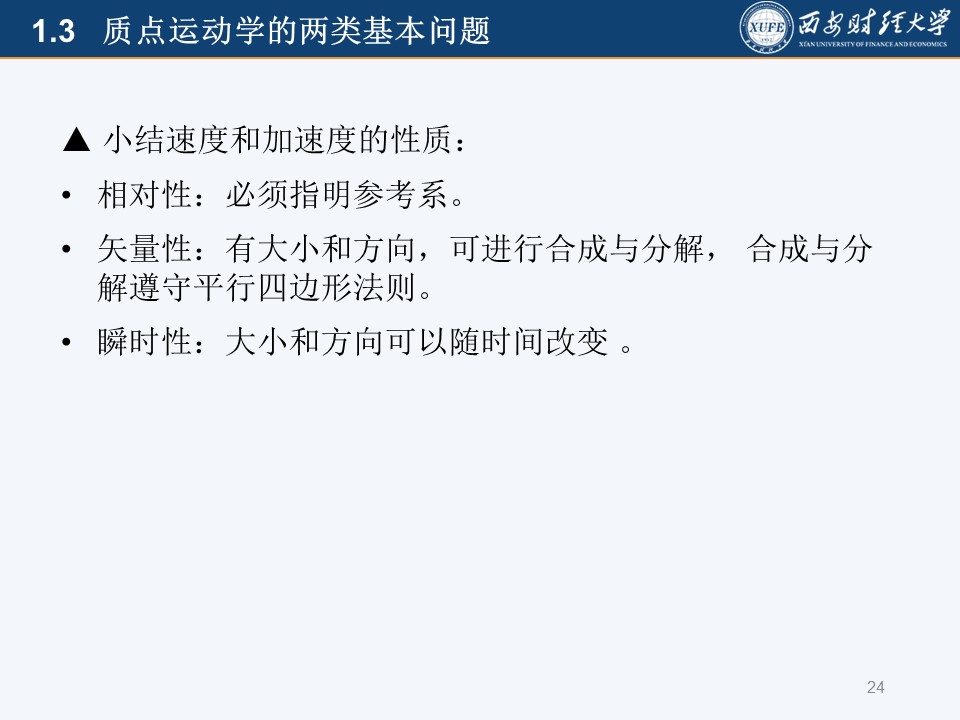 1.3 质点运动学的两类基本问题
XUFE
西安财经大学
XI'AN UNIVERSITY OF FINANCE AND ECONOMICS
▲ 小结速度和加速度的性质：
• 相对性：必须指明参考系。
• 矢量性：有大小和方向，可进行合成与分解， 合成与分
解遵守平行四边形法则。
• 瞬时性：大小和方向可以随时间改变 。
24